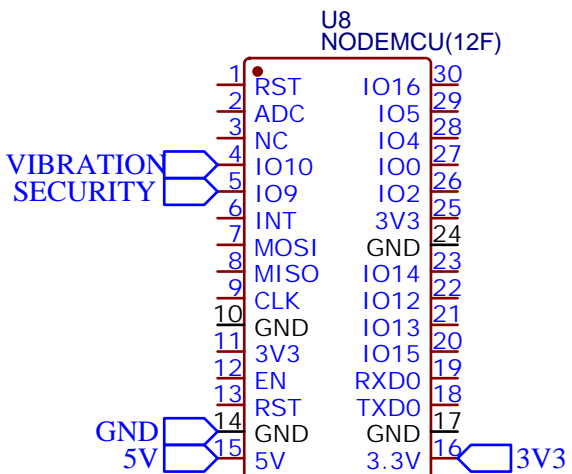 U8
NODEMCU(12F)
1 RST IO16 30
2 ADC IO5 29
3 NC IO4 28
VIBRATION 4 IO10 IO0 27
SECURITY 5 IO9 IO2 26
6 INT 3V3 25
7 MOSI GND 24
8 MISO IO14 23
9 CLK IO12 22
10 GND IO13 21
11 3V3 IO15 20
12 EN RXD0 19
13 RST TXD0 18
GND 14 GND GND 17
5V 15 5V 3.3V 16 3V3